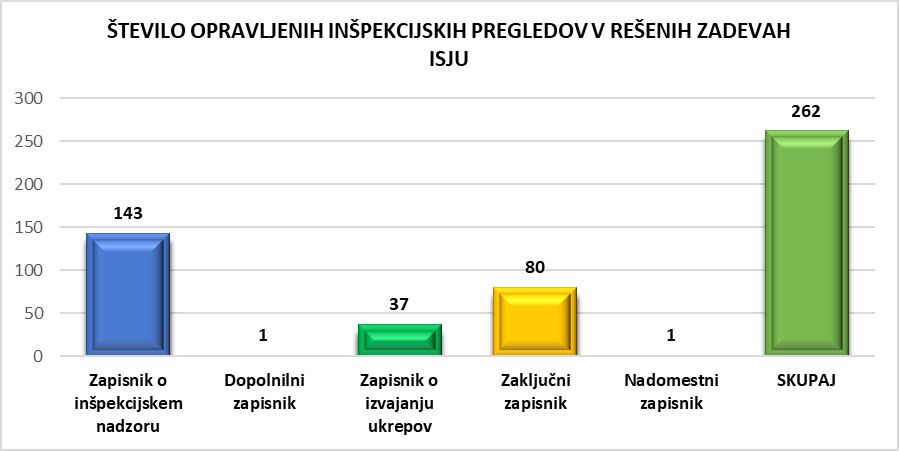 ŠTEVILO OPRAVLJENIH INŠPEKCIJSKIH PREGLEDOV V REŠENIH ZADEVAH
ISJU
300
250
200
150
100
50
0
143
1
37
80
1
262
Zapisnik o
inšpekcijskem
nadzoru
Dopolnilni
zapisnik
Zapisnik o
izvajanju
ukrepov
Zaključni
zapisnik
Nadomestni
zapisnik
SKUPAJ